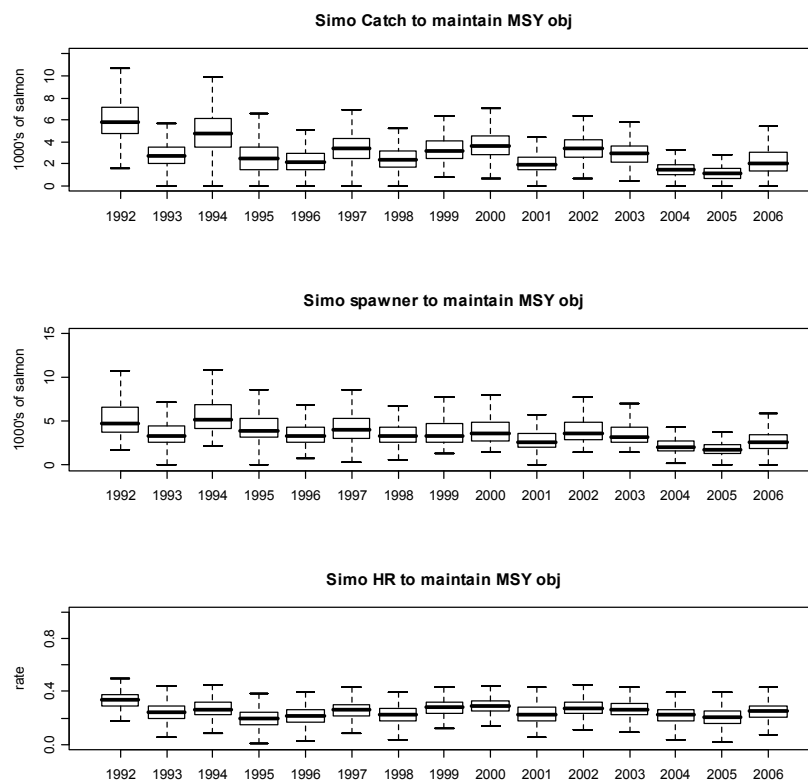 Simo Catch to maintain MSY obj
1000's of salmon
0 2 4 6 8 10
1992 1993 1994 1995 1996 1997 1998 1999 2000 2001 2002 2003 2004 2005 2006
Simo spawner to maintain MSY obj
1000's of salmon
0 5 10 15
1992 1993 1994 1995 1996 1997 1998 1999 2000 2001 2002 2003 2004 2005 2006
Simo HR to maintain MSY obj
rate
0.0 0.4 0.8
1992 1993 1994 1995 1996 1997 1998 1999 2000 2001 2002 2003 2004 2005 2006